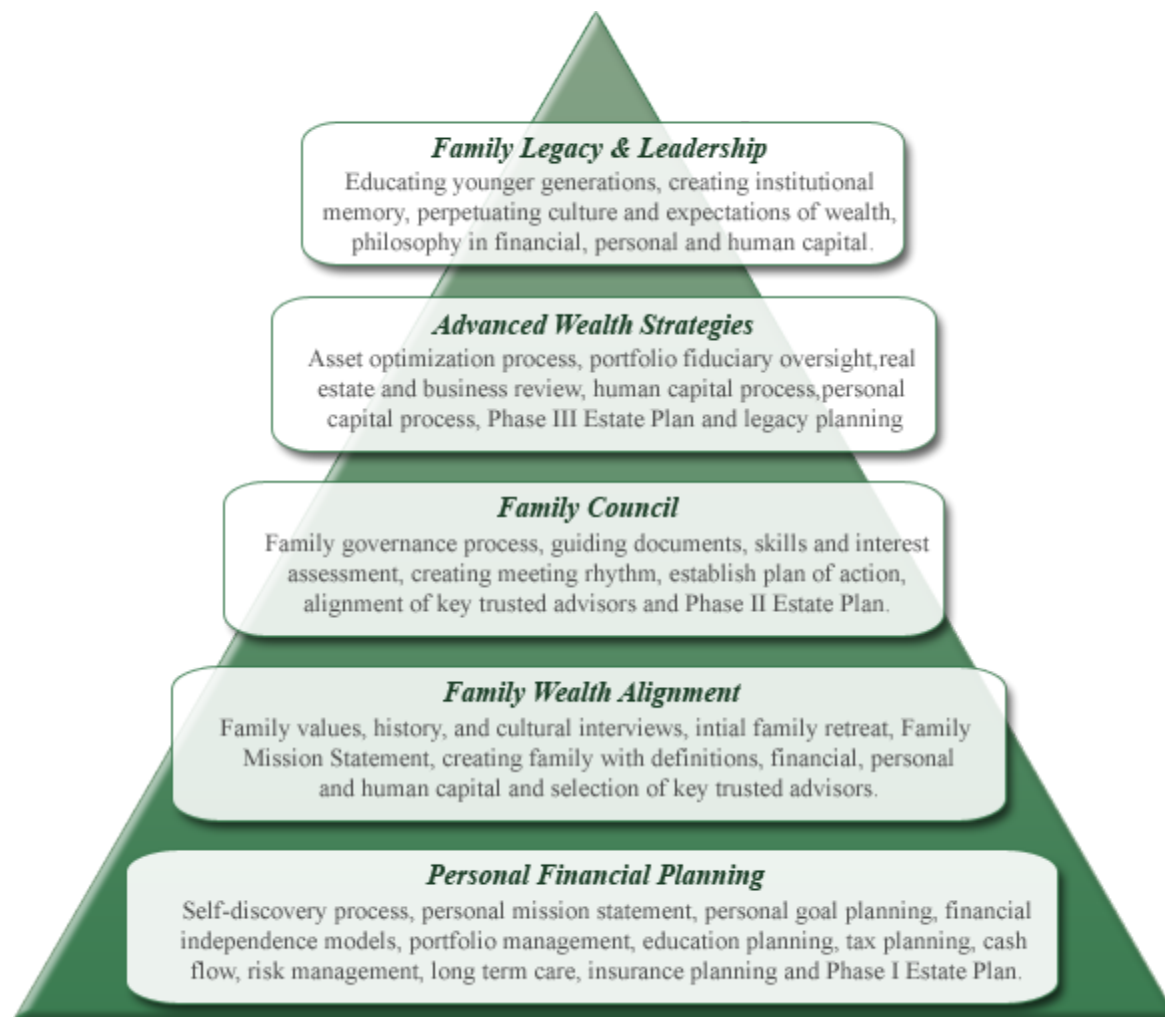 Family Legacy & Leadership
Educating younger generations, creating institutional
memory, perpetuating culture and expectations of wealth,
philosophy in financial, personal and human capital.
Advanced Wealth Strategies
Asset optimization process, portfolio fiduciary oversight,real
estate and business review, human capital process,personal
capital process, Phase III Estate Plan and legacy planning
Family Council
Family governance process, guiding documents, skills and interest
assessment, creating meeting rhythm, establish plan of action,
alignment of key trusted advisors and Phase II Estate Plan.
Family Wealth Alignment
Family values, history, and cultural interviews, intial family retreat, Family
Mission Statement, creating family with definitions, financial, personal
and human capital and selection of key trusted advisors.
Personal Financial Planning
Self-discovery process, personal mission statement, personal goal planning, financial
independence models, portfolio management, education planning, tax planning, cash
flow, risk management, long term care, insurance planning and Phase I Estate Plan.